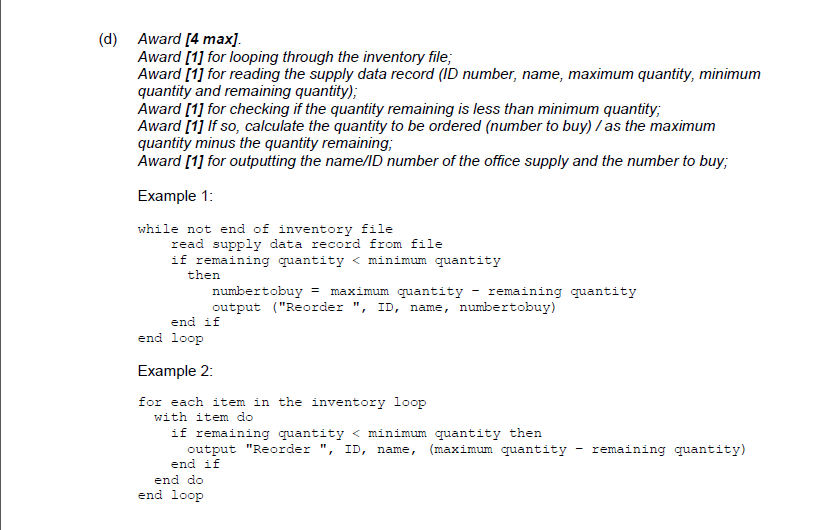 (d) Award [4 max].
Award [1] for looping through the inventory file;
Award [1] for reading the supply data record (ID number, name, maximum quantity, minimum
quantity and remaining quantity);
Award [1] for checking if the quantity remaining is less than minimum quantity;
Award [1] If so, calculate the quantity to be ordered (number to buy) / as the maximum
quantity minus the quantity remaining;
Award [1] for outputting the name/ID number of the office supply and the number to buy;
Example 1:
while not end of inventory file
read supply data record from file
if remaining quantity < minimum quantity
then
numbertobuy = maximum quantity − remaining quantity
output ("Reorder ", ID, name, numbertobuy)
end if
end loop
Example 2:
for each item in the inventory loop
with item do
if remaining quantity < minimum quantity then
output "Reorder ", ID, name, (maximum quantity − remaining quantity)
end if
end do
end loop